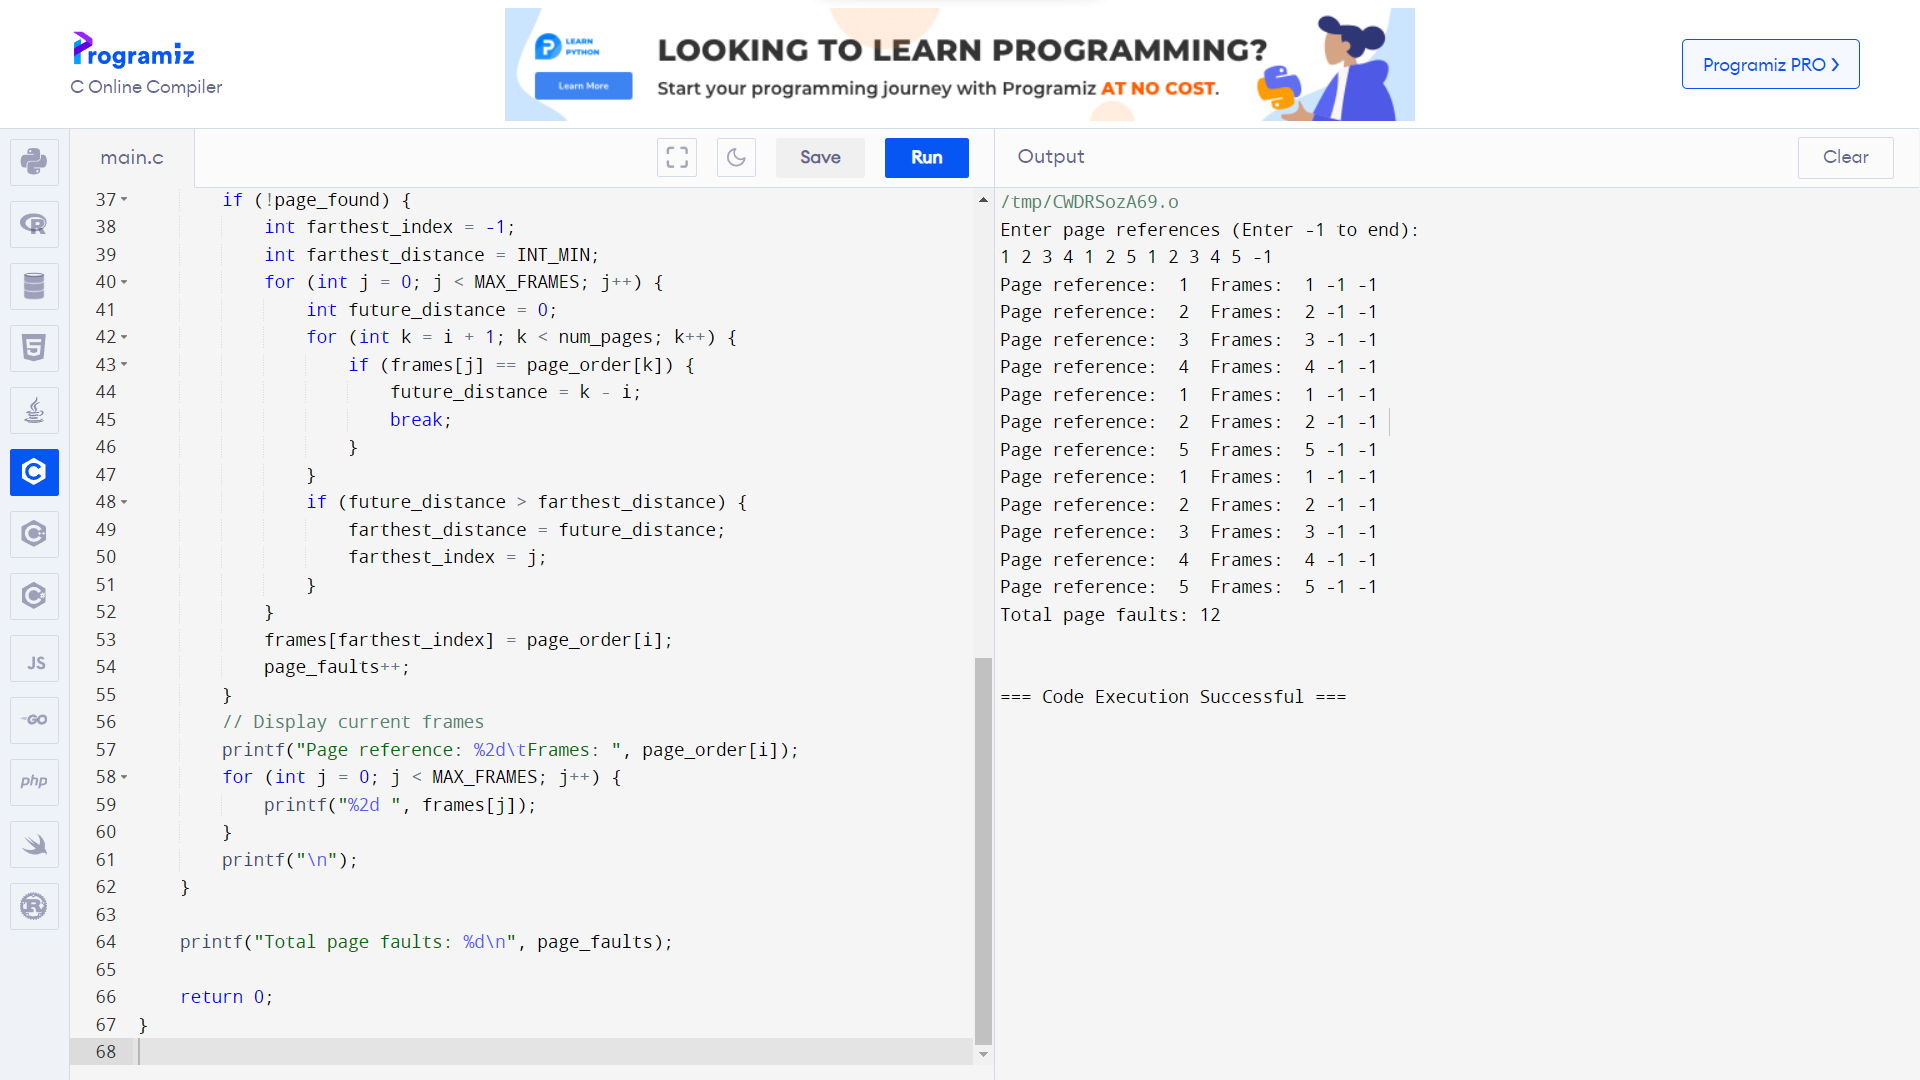 Programiz
C Online Compiler
LEARN
PYTHON
Learn More
LOOKING TO LEARN PROGRAMMING?
Start your programming journey with Programiz AT NO COST.
Programiz PRO >
main.c
Save
Run
Output
Clear
JS
GO
php
37 if (!page_found) {
38 int farthest_index = -1;
39 int farthest_distance = INT_MIN;
40 for (int j = 0; j < MAX_FRAMES; j++) {
41 int future_distance = 0;
42 for (int k = i + 1; k < num_pages; k++) {
43 if (frames[j] == page_order[k]) {
44 future_distance = k - i;
45 break;
46 }
47 }
48 if (future_distance > farthest_distance) {
49 farthest_distance = future_distance;
50 farthest_index = j;
51 }
52 }
53 frames[farthest_index] = page_order[i];
54 page_faults++;
55 }
56 // Display current frames
57 printf("Page reference: %2d\tFrames: ", page_order[i]);
58 for (int j = 0; j < MAX_FRAMES; j++) {
59 printf("%2d ", frames[j]);
60 }
61 printf("\n");
62 }
63
64 printf("Total page faults: %d\n", page_faults);
65
66 return 0;
67 }
68
/tmp/CWDRSozA69.o
Enter page references (Enter -1 to end):
1 2 3 4 1 2 5 1 2 3 4 5 -1
Page reference:  1  Frames:  1 -1 -1
Page reference:  2  Frames:  2 -1 -1
Page reference:  3  Frames:  3 -1 -1
Page reference:  4  Frames:  4 -1 -1
Page reference:  1  Frames:  1 -1 -1
Page reference:  2  Frames:  2 -1 -1
Page reference:  5  Frames:  5 -1 -1
Page reference:  1  Frames:  1 -1 -1
Page reference:  2  Frames:  2 -1 -1
Page reference:  3  Frames:  3 -1 -1
Page reference:  4  Frames:  4 -1 -1
Page reference:  5  Frames:  5 -1 -1
Total page faults: 12
=== Code Execution Successful ===